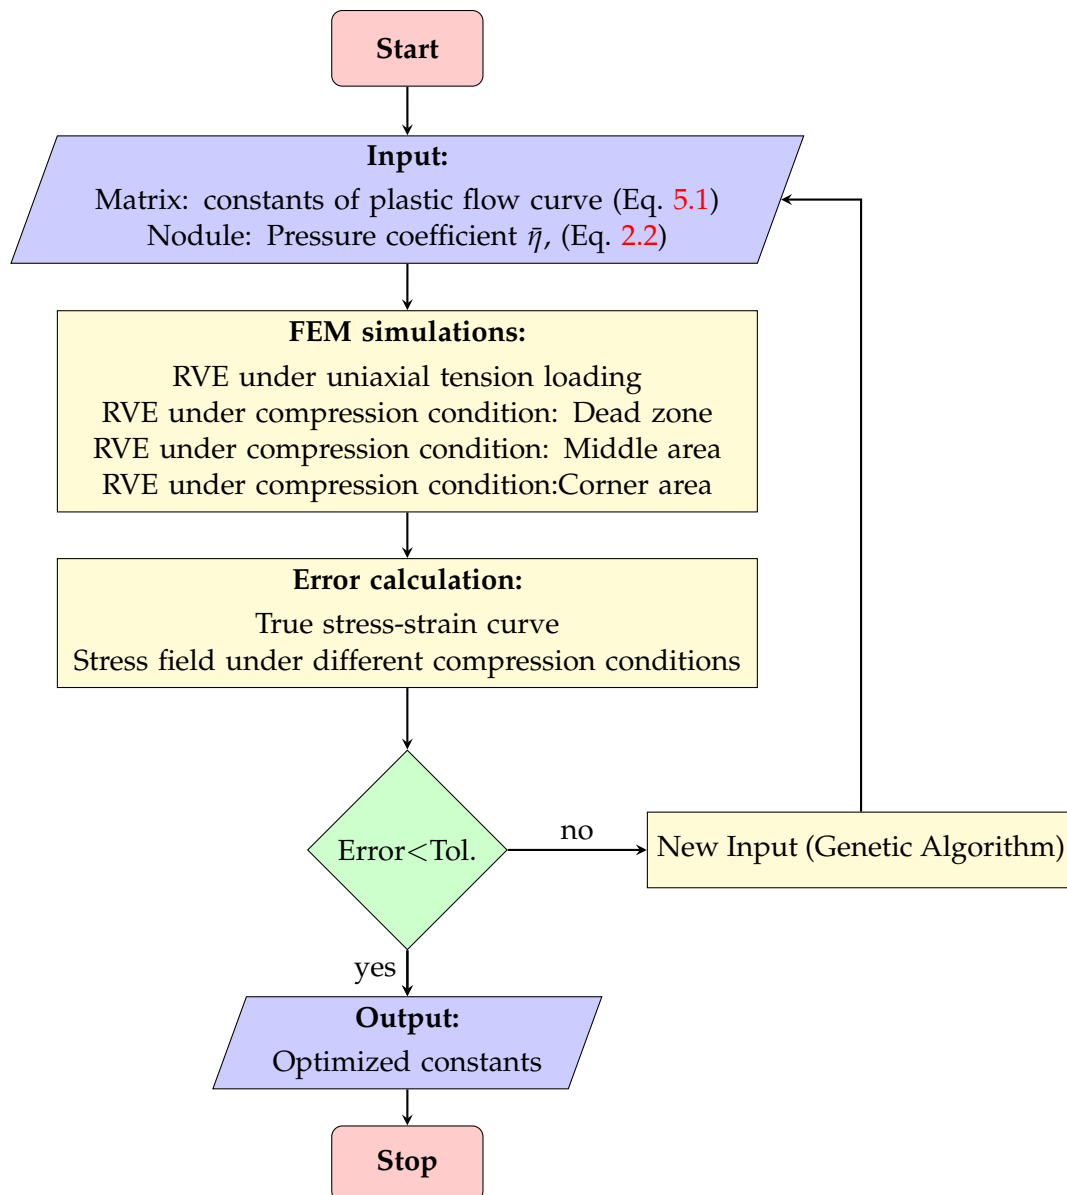 Start
Input:
Matrix: constants of plastic flow curve (Eq. 5.1)
Nodule: Pressure coefficient η̄, (Eq. 2.2)
FEM simulations:
RVE under uniaxial tension loading
RVE under compression condition: Dead zone
RVE under compression condition: Middle area
RVE under compression condition:Corner area
Error calculation:
True stress-strain curve
Stress field under different compression conditions
Error<Tol.
no
New Input (Genetic Algorithm)
yes
Output:
Optimized constants
Stop